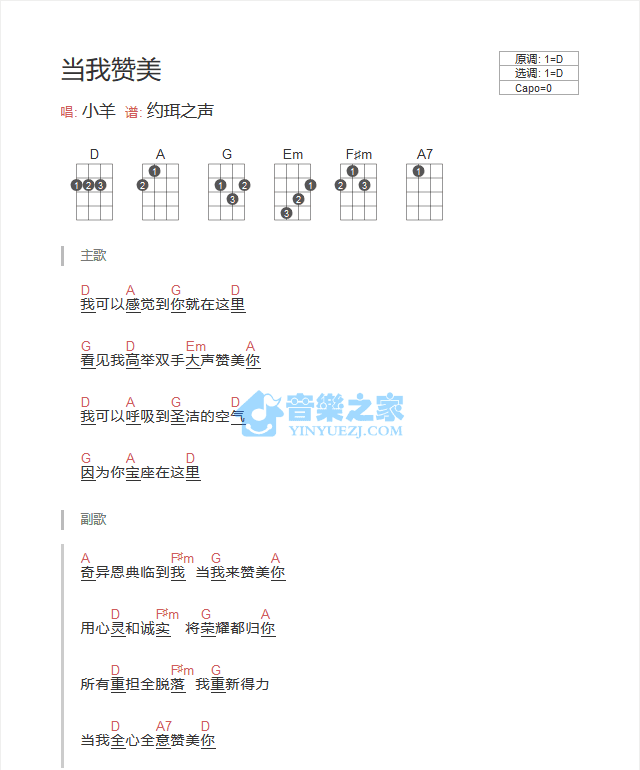 当我赞美
原调: 1=D
选调: 1=D
Capo=0
唱: 小羊 谱: 约珥之声
D A G Em F♯m A7
1 2 3 1 2 1 2 3 1 2 3 1 2 3 1
主歌
D A G D
我可以感觉到你就在这里
G D Em A
看见我高举双手大声赞美你
D A G D
我可以呼吸到圣洁的空气
音樂之家
YINYUEZJ.COM
G A D
因为你宝座在这里
副歌
A F♯m G A
奇异恩典临到我 当我来赞美你
D F♯m G A
用心灵和诚实 将荣耀都归你
D F♯m G
所有重担全脱落 我重新得力
D A7 D
当我全心全意赞美你